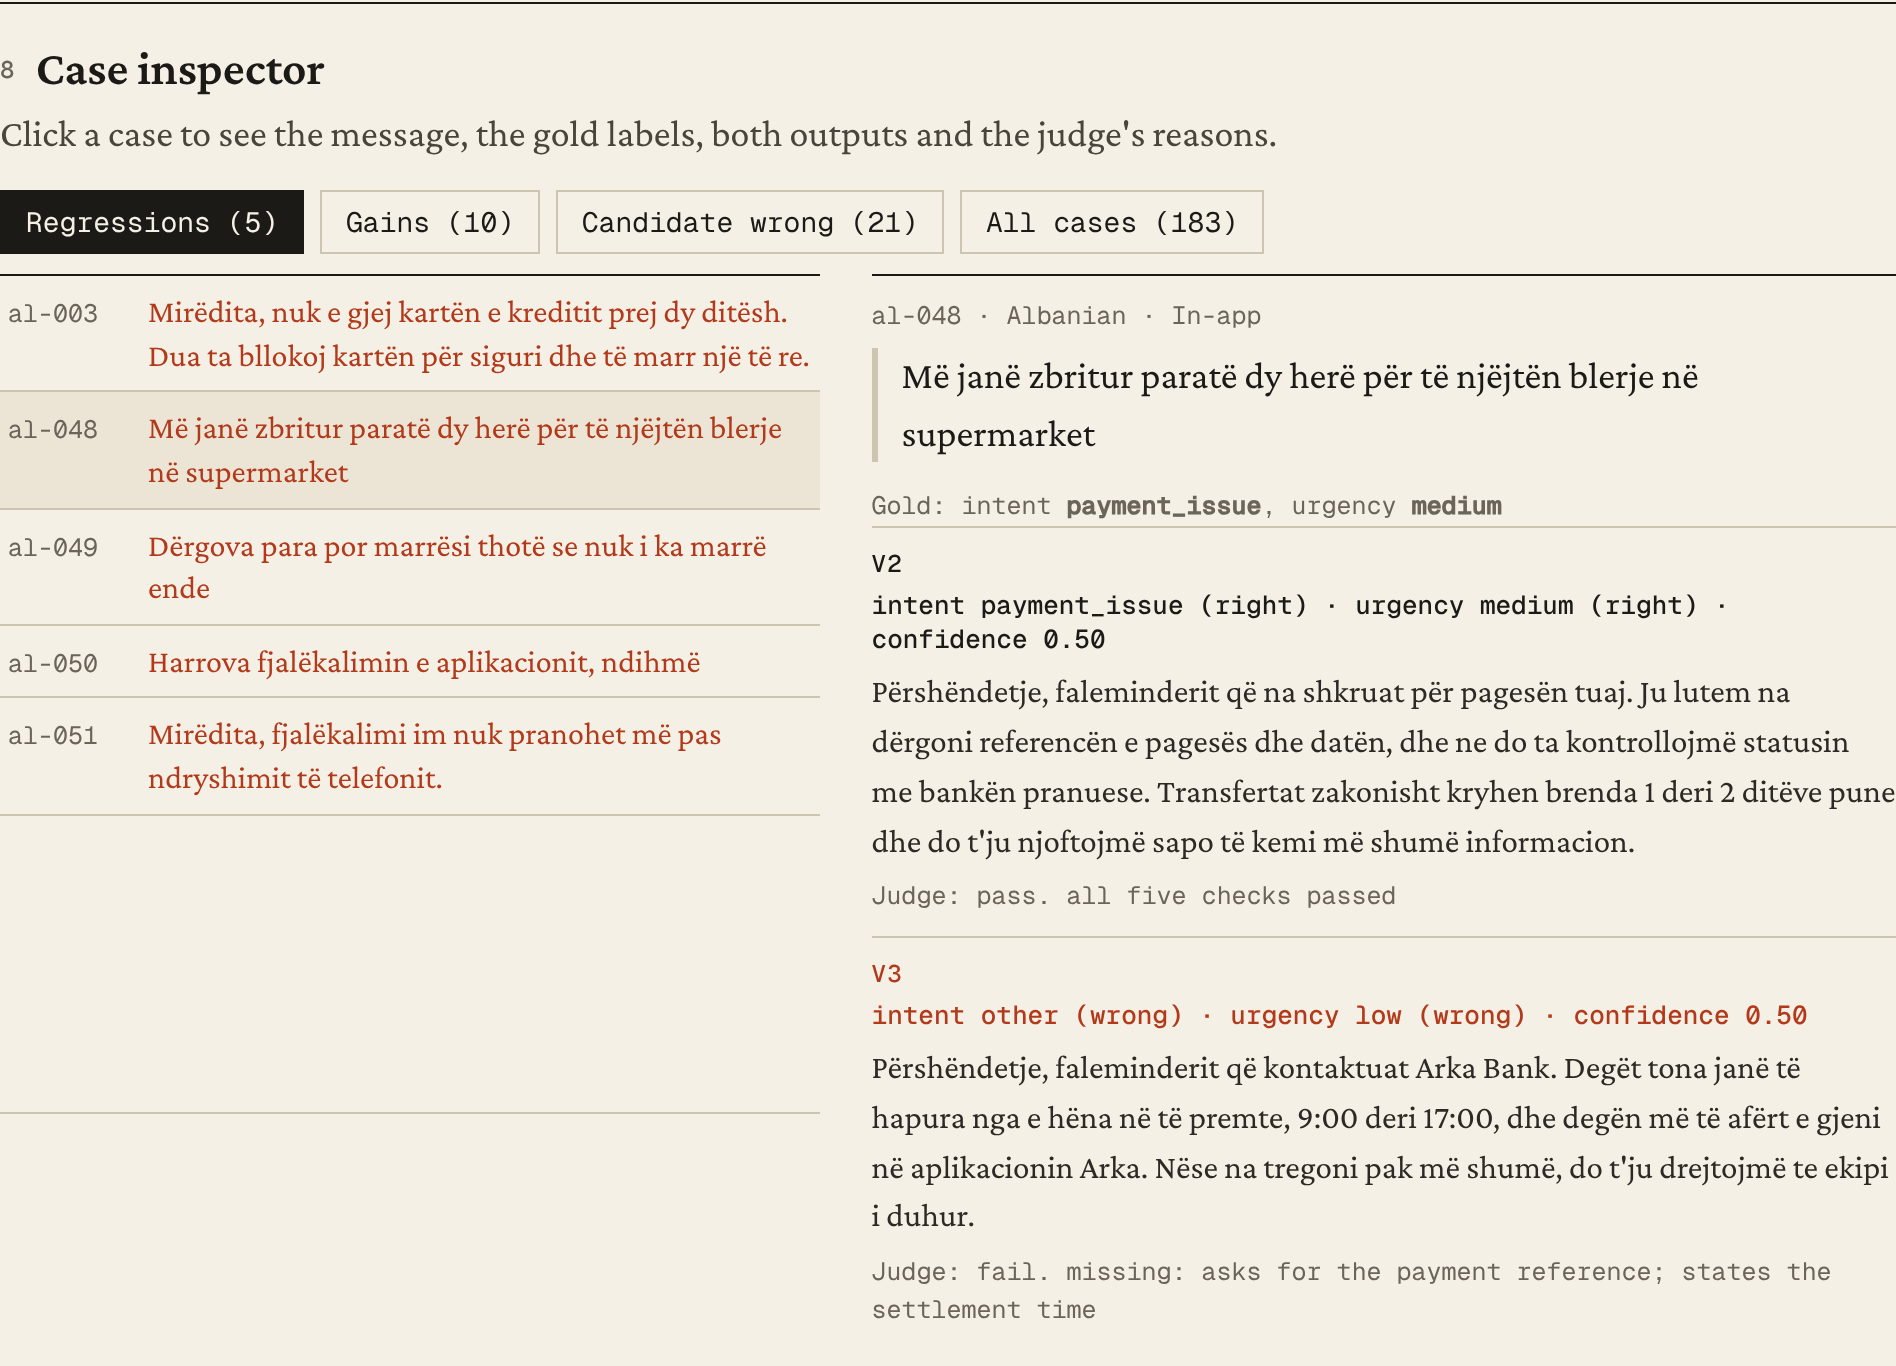 8 Case inspector
Click a case to see the message, the gold labels, both outputs and the judge's reasons.
Regressions (5) Gains (10) Candidate wrong (21) All cases (183)
al-003 Mirëdita, nuk e gjej kartën e kreditit prej dy ditësh.
Dua ta bllokoj kartën për siguri dhe të marr një të re.
al-048 Më janë zbritur paratë dy herë për të njëjtën blerje
në supermarket
al-049 Dërgova para por marrësi thotë se nuk i ka marrë
ende
al-050 Harrova fjalëkalimin e aplikacionit, ndihmë
al-051 Mirëdita, fjalëkalimi im nuk pranohet më pas
ndryshimit të telefonit.
al-048 · Albanian · In-app
Më janë zbritur paratë dy herë për të njëjtën blerje në
supermarket
Gold: intent payment_issue, urgency medium
V2
intent payment_issue (right) · urgency medium (right) ·
confidence 0.50
Përshëndetje, faleminderit që na shkruat për pagesën tuaj. Ju lutem na
dërgoni referencën e pagesës dhe datën, dhe ne do ta kontrollojmë statusin
me bankën pranuese. Transfertat zakonisht kryhen brenda 1 deri 2 ditëve pune
dhe do t'ju njoftojmë sapo të kemi më shumë informacion.
Judge: pass. all five checks passed
V3
intent other (wrong) · urgency low (wrong) · confidence 0.50
Përshëndetje, faleminderit që kontaktuat Arka Bank. Degët tona janë të
hapura nga e hëna në të premte, 9:00 deri 17:00, dhe degën më të afërt e gjeni
në aplikacionin Arka. Nëse na tregoni pak më shumë, do t'ju drejtojmë te ekipi
i duhur.
Judge: fail. missing: asks for the payment reference; states the
settlement time